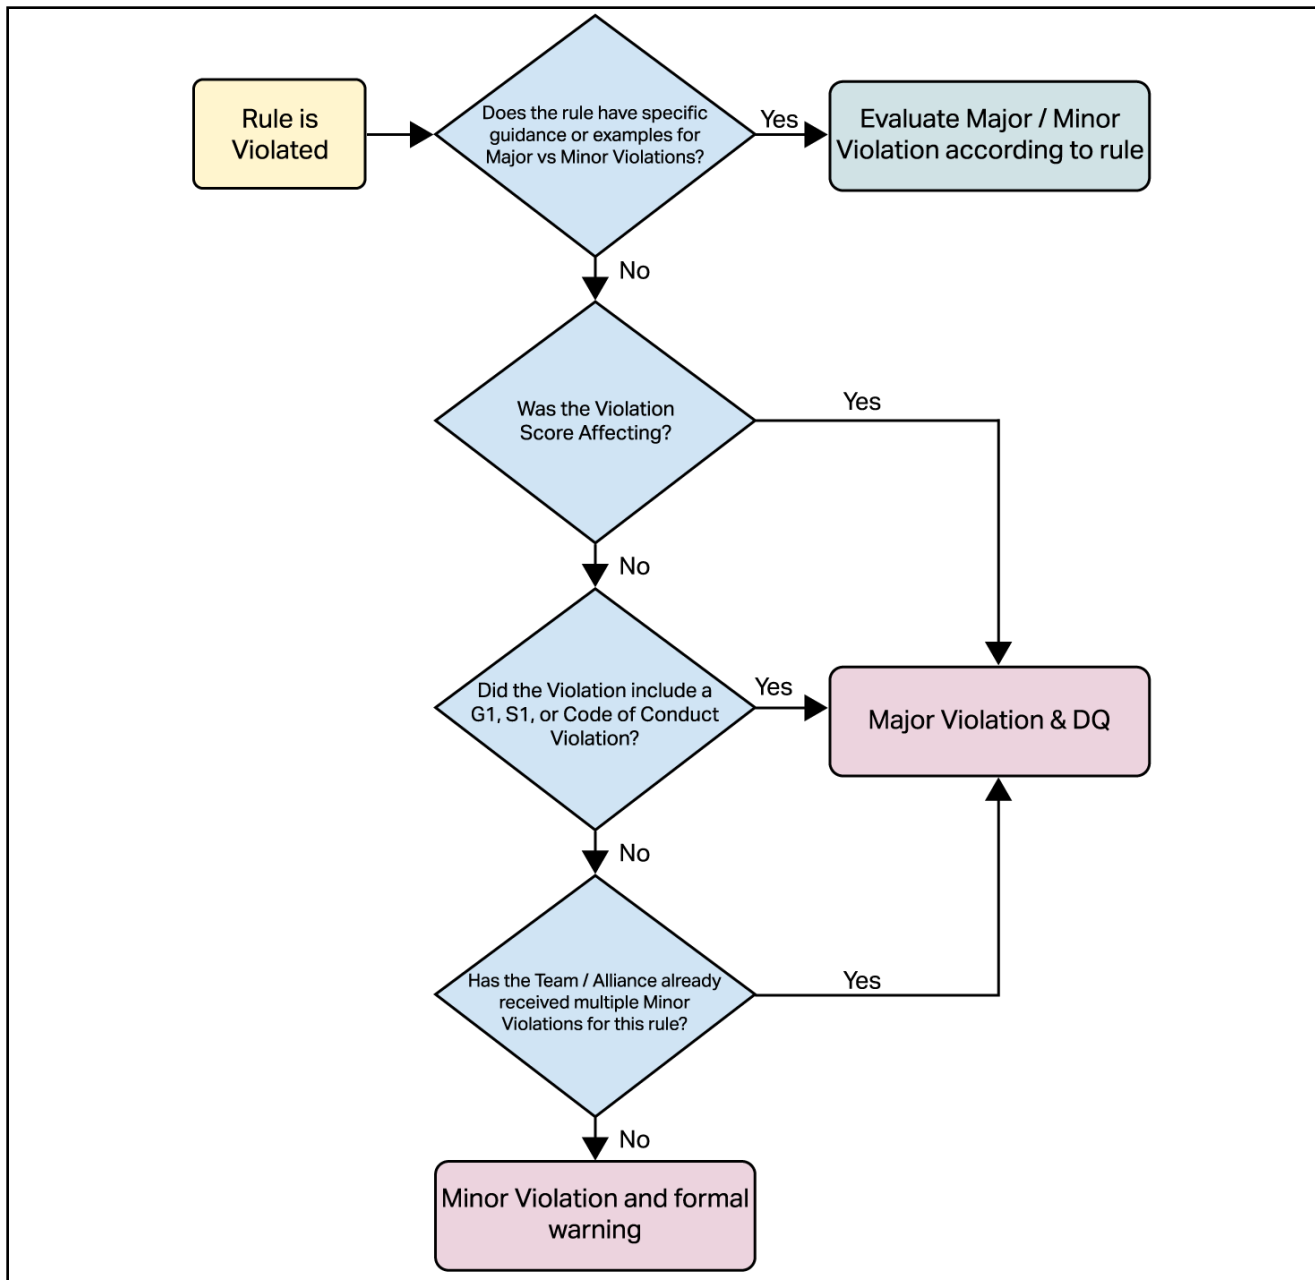 Rule is
Violated
Does the rule have specific
guidance or examples for
Major vs Minor Violations?
Yes
Evaluate Major / Minor
Violation according to rule
No
Was the Violation
Score Affecting?
Yes
No
Did the Violation include a
G1, S1, or Code of Conduct
Violation?
Yes
Major Violation & DQ
No
Has the Team / Alliance already
received multiple Minor
Violations for this rule?
Yes
No
Minor Violation and formal
warning